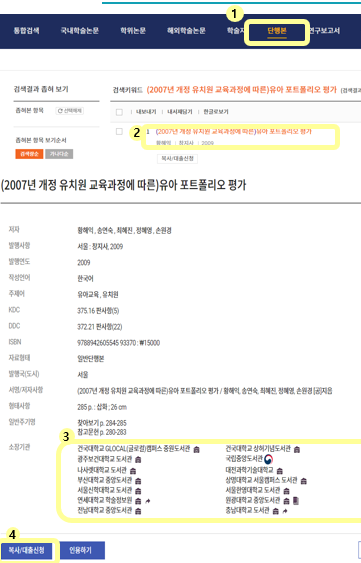 1
통합검색 국내학술논문 학위논문 해외학술논문 학술지 단행본 연구보고서
검색결과 좁혀 보기
좁혀본 항목 선택해제
좁혀본 항목 보기순서
검색량순 가나다순
검색키워드 (2007년 개정 유치원 교육과정에 따른)유아 포트폴리오 평가 (검색결과
내보내기 내서재담기 한글로보기
2
1 (2007년 개정 유치원 교육과정에 따른)유아 포트폴리오 평가
황해익 창지사 2009
복사/대출신청
(2007년 개정 유치원 교육과정에 따른)유아 포트폴리오 평가
저자 황해익, 송연숙, 최혜진, 정혜영, 손원경
발행사항 서울 : 창지사, 2009
발행연도 2009
작성언어 한국어
주제어 유아교육, 유치원
KDC 375.16 판사항(5)
DDC 372.21 판사항(22)
ISBN 9788942605545 93370 : ₩15000
자료형태 일반단행본
발행국(도시) 서울
서명/저자사항 (2007년 개정 유치원 교육과정에 따른)유아 포트폴리오 평가 / 황해익, 송연숙, 최혜진, 정혜영, 손원경 [공]지음
형태사항 285 p. : 삽화 ; 26 cm
일반주기명 찾아보기 p. 284-285
참고문헌 p. 280-283
3
소장기관 건국대학교 GLOCAL(글로컬)캠퍼스 중원도서관 건국대학교 상허기념도서관
광주보건대학교 도서관 국립중앙도서관
나사렛대학교 도서관 대전과학기술대학교
부산대학교 중앙도서관 상명대학교 서울캠퍼스 도서관
서울신학대학교 도서관 서울한영대학교 도서관
연세대학교 학술정보원 원광대학교 중앙도서관
전남대학교 중앙도서관 충남대학교 도서관
4
복사/대출신청 인용하기